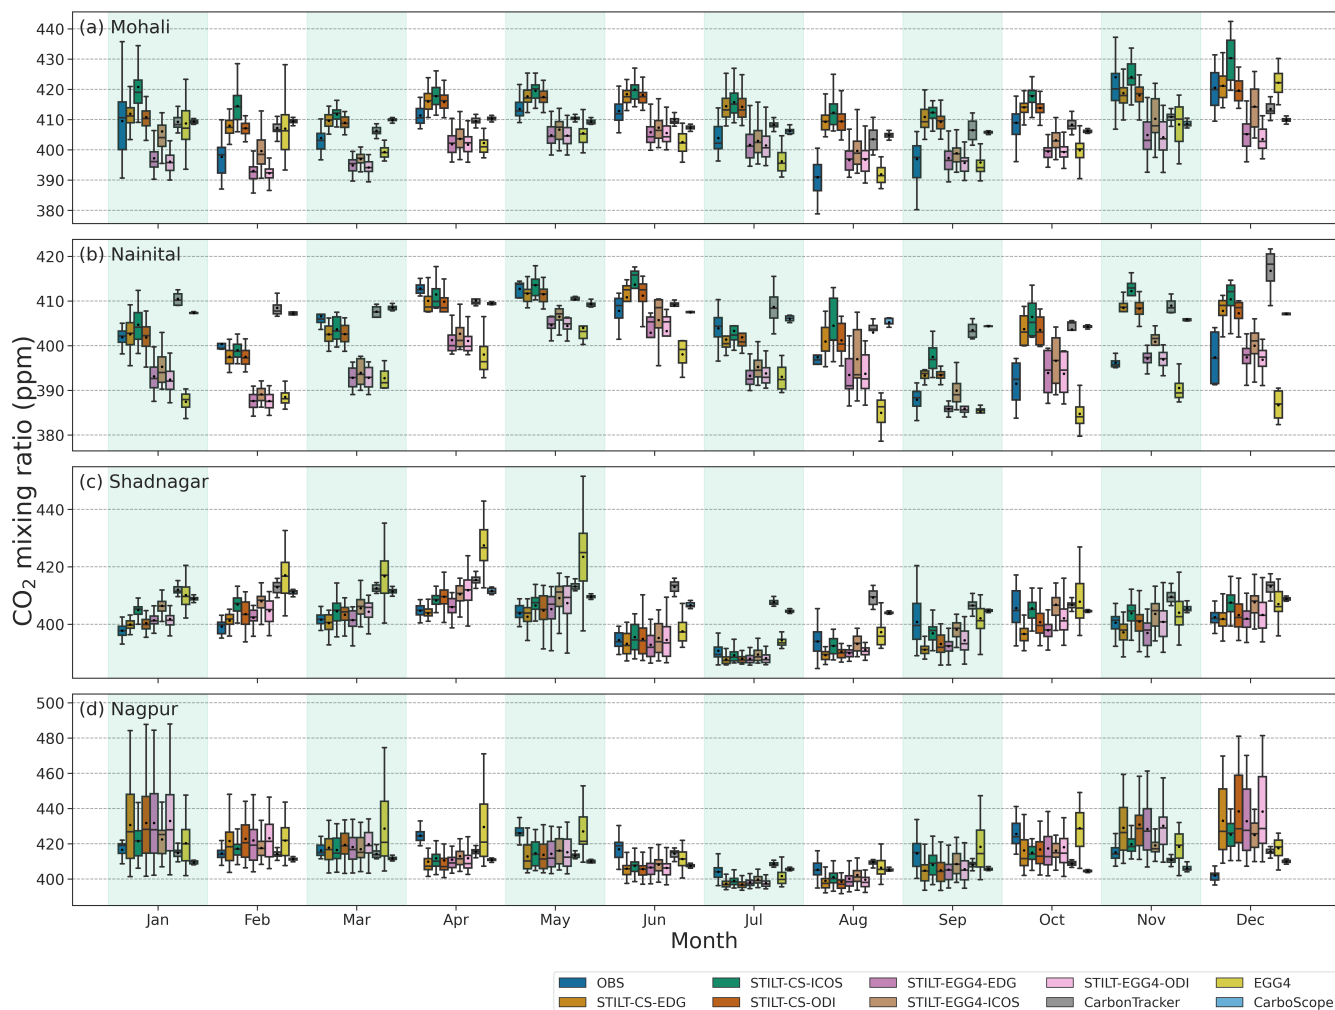 (a) Mohali
440
430
420
410
400
390
380
(b) Nainital
420
410
400
390
380
(c) Shadnagar
440
420
400
(d) Nagpur
500
480
460
440
420
400
CO₂ mixing ratio (ppm)
Jan Feb Mar Apr May Jun Jul Aug Sep Oct Nov Dec
Month
OBS STILT-CS-ICOS STILT-EGG4-EDG STILT-EGG4-ODI EGG4
STILT-CS-EDG STILT-CS-ODI STILT-EGG4-ICOS CarbonTracker CarboScope